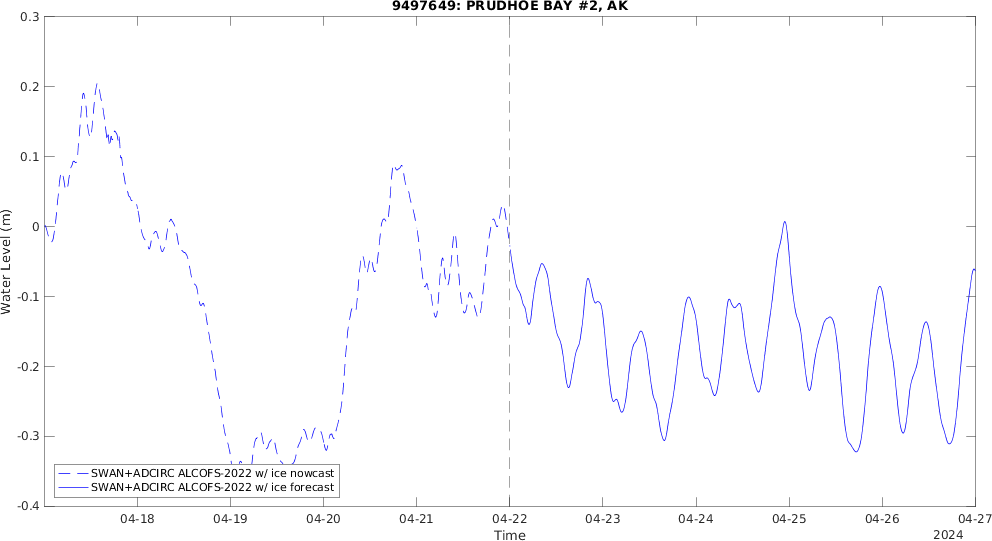 9497649: PRUDHOE BAY #2, AK
0.3
0.2
0.1
0
-0.1
-0.2
-0.3
-0.4
Water Level (m)
SWAN+ADCIRC ALCOFS-2022 w/ ice nowcast
SWAN+ADCIRC ALCOFS-2022 w/ ice forecast
04-18 04-19 04-20 04-21 04-22 04-23 04-24 04-25 04-26 04-27
Time
2024